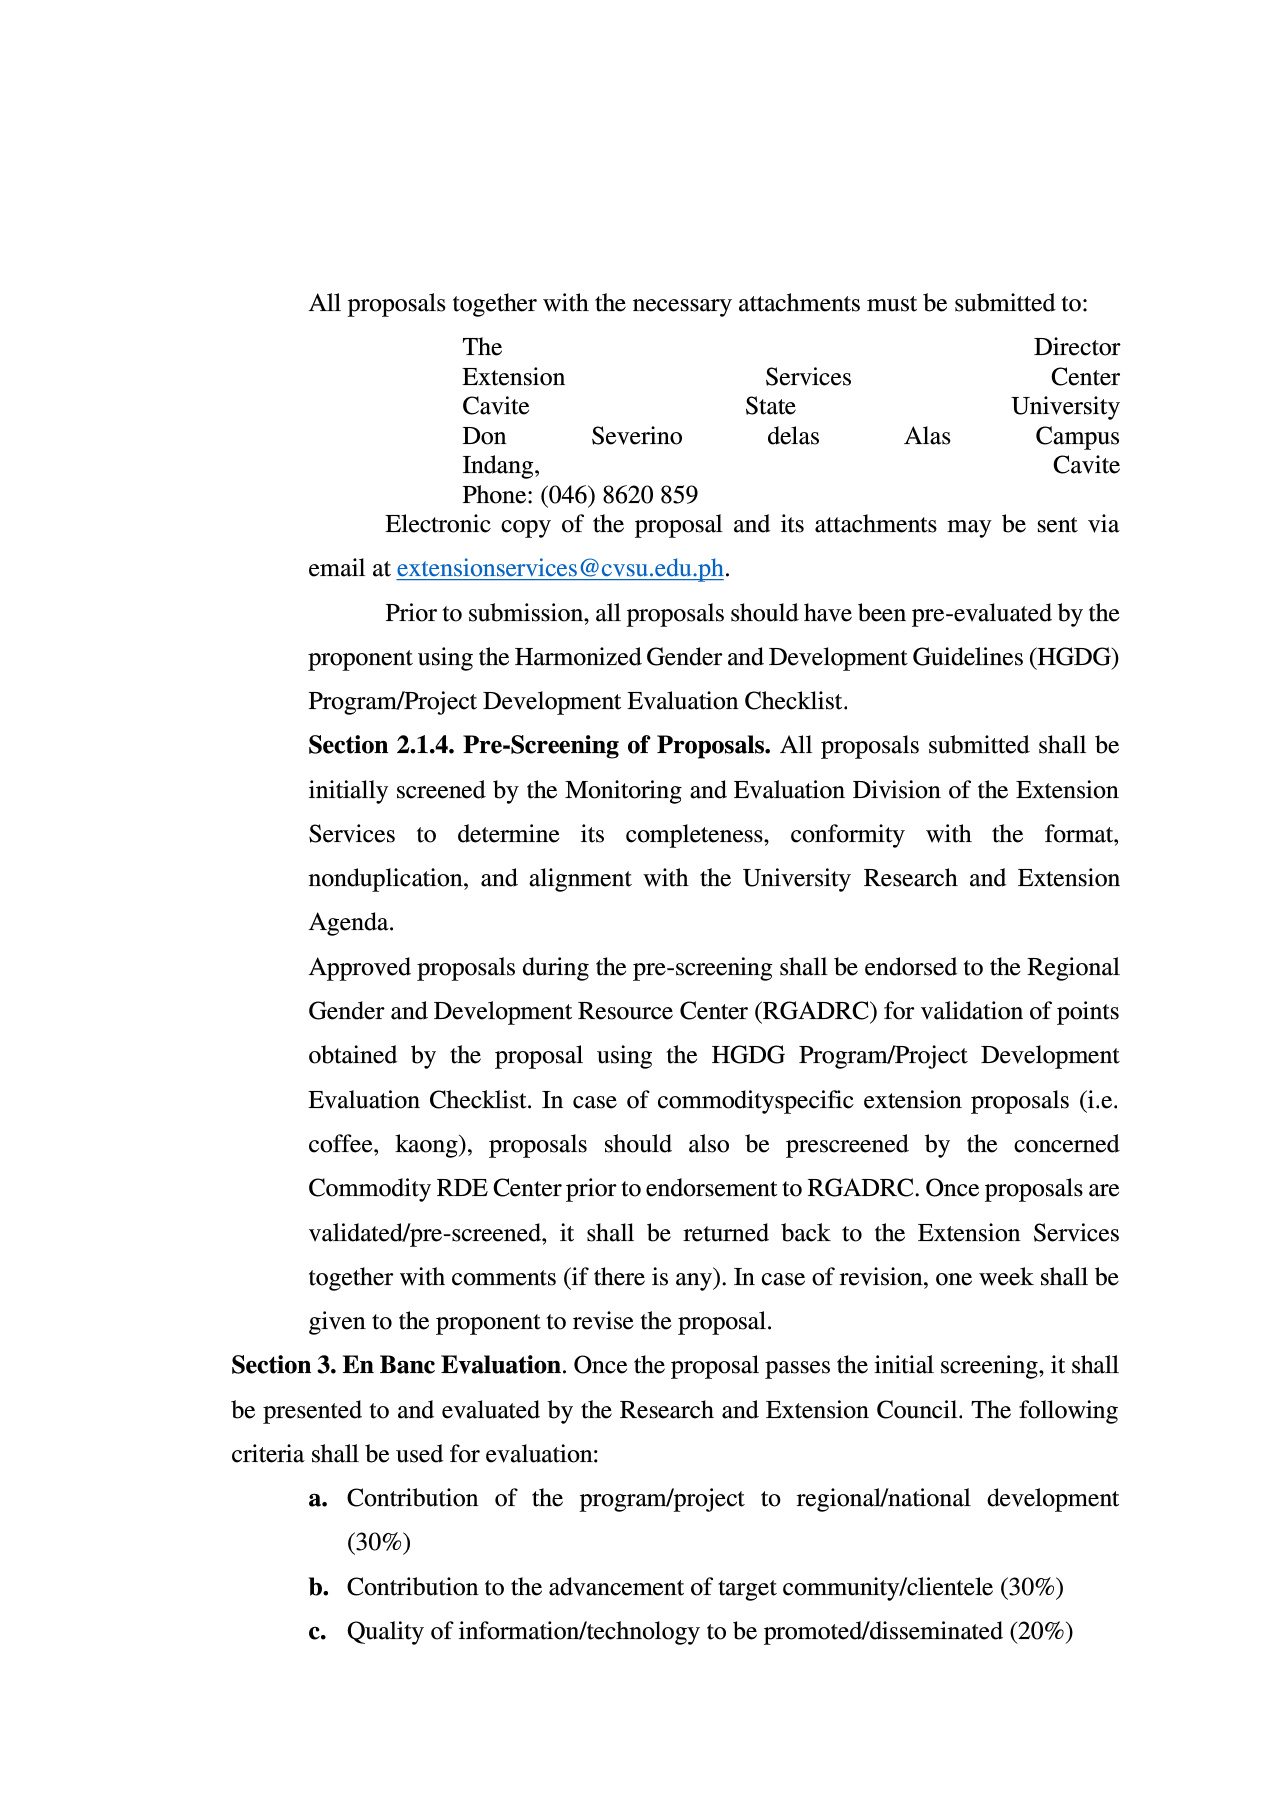 All proposals together with the necessary attachments must be submitted to:
The Director
Extension Services Center
Cavite State University
Don Severino delas Alas Campus
Indang, Cavite
Phone: (046) 8620 859
Electronic copy of the proposal and its attachments may be sent via
email at extensionservices@cvsu.edu.ph.
Prior to submission, all proposals should have been pre-evaluated by the
proponent using the Harmonized Gender and Development Guidelines (HGDG)
Program/Project Development Evaluation Checklist.
Section 2.1.4. Pre-Screening of Proposals. All proposals submitted shall be
initially screened by the Monitoring and Evaluation Division of the Extension
Services to determine its completeness, conformity with the format,
nonduplication, and alignment with the University Research and Extension
Agenda.
Approved proposals during the pre-screening shall be endorsed to the Regional
Gender and Development Resource Center (RGADRC) for validation of points
obtained by the proposal using the HGDG Program/Project Development
Evaluation Checklist. In case of commodityspecific extension proposals (i.e.
coffee, kaong), proposals should also be prescreened by the concerned
Commodity RDE Center prior to endorsement to RGADRC. Once proposals are
validated/pre-screened, it shall be returned back to the Extension Services
together with comments (if there is any). In case of revision, one week shall be
given to the proponent to revise the proposal.
Section 3. En Banc Evaluation. Once the proposal passes the initial screening, it shall
be presented to and evaluated by the Research and Extension Council. The following
criteria shall be used for evaluation:
a. Contribution of the program/project to regional/national development
(30%)
b. Contribution to the advancement of target community/clientele (30%)
c. Quality of information/technology to be promoted/disseminated (20%)